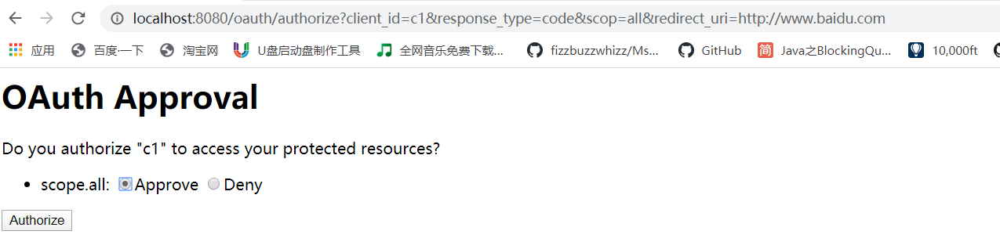 localhost:8080/oauth/authorize?client_id=c1&response_type=code&scop=all&redirect_uri=http://www.baidu.com
应用 百度一下 淘宝网 U盘启动盘制作工具 全网音乐免费下载... fizzbuzzwhizz/Ms... GitHub 简 Java之BlockingQu... 10,000ft
OAuth Approval
Do you authorize "c1" to access your protected resources?
• scope.all: Approve Deny
Authorize